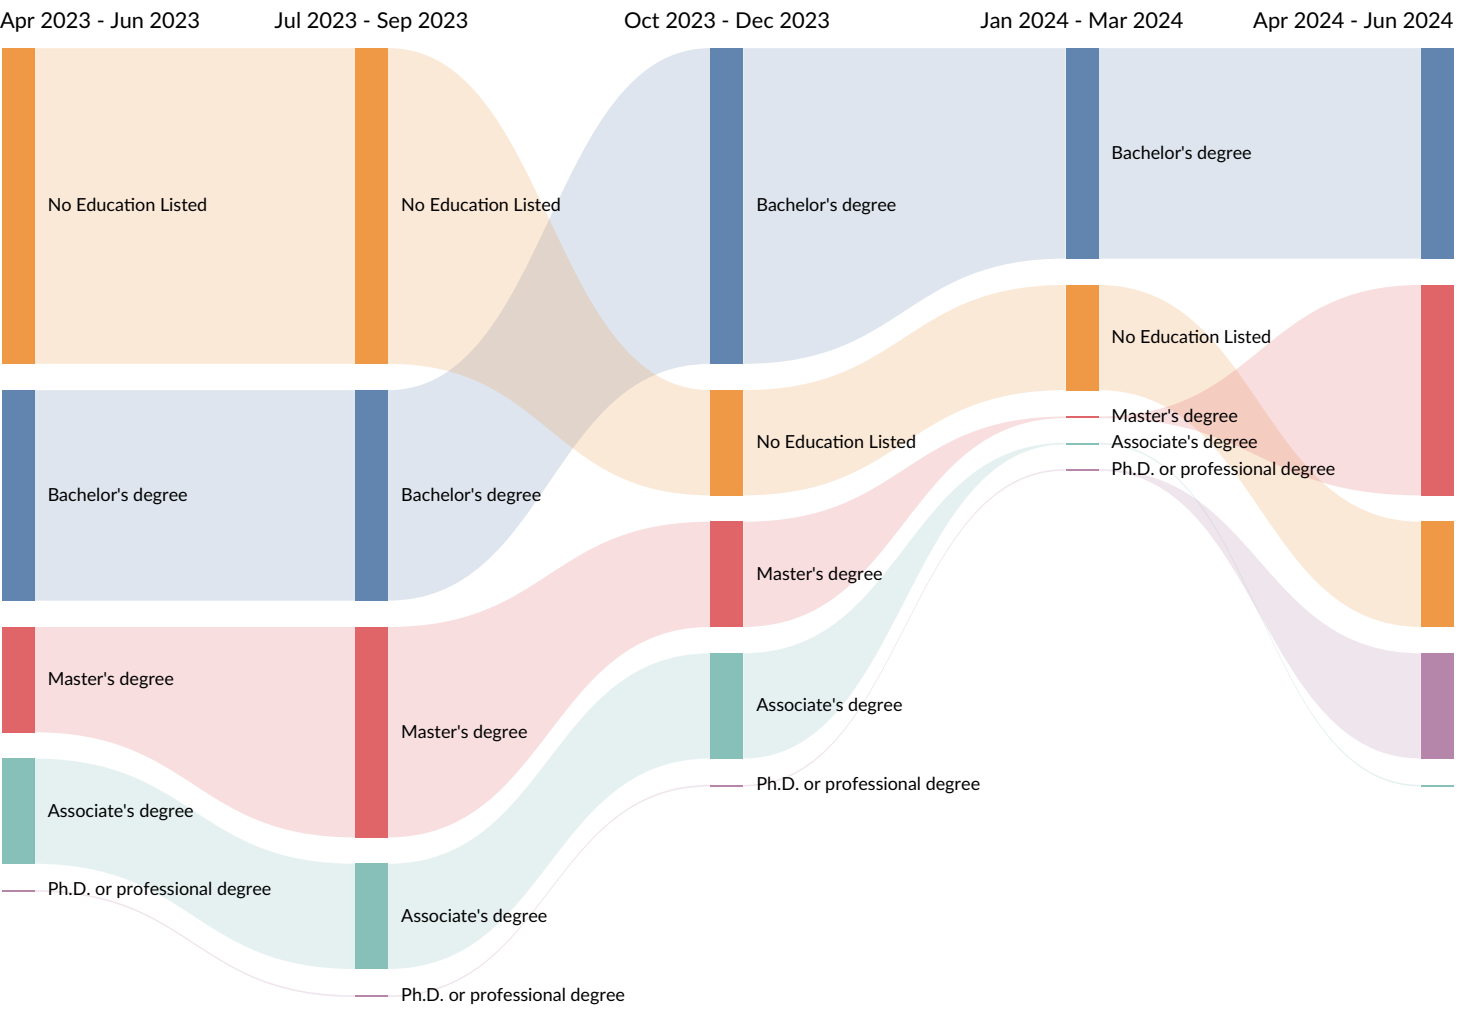 Apr 2023 - Jun 2023
Jul 2023 - Sep 2023
Oct 2023 - Dec 2023
Jan 2024 - Mar 2024
Apr 2024 - Jun 2024
No Education Listed
Bachelor's degree
Master's degree
Associate's degree
Ph.D. or professional degree
No Education Listed
Bachelor's degree
Master's degree
Associate's degree
Ph.D. or professional degree
Bachelor's degree
No Education Listed
Master's degree
Associate's degree
Ph.D. or professional degree
Bachelor's degree
No Education Listed
Master's degree
Associate's degree
Ph.D. or professional degree